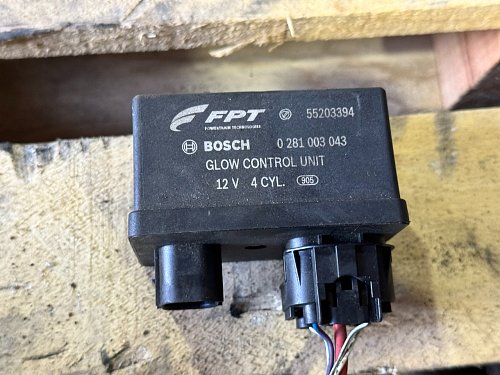 FPT
POWERTRAIN TECHNOLOGIES
55203394
BOSCH 0 281 003 043
GLOW CONTROL UNIT
12 V 4 CYL. 905